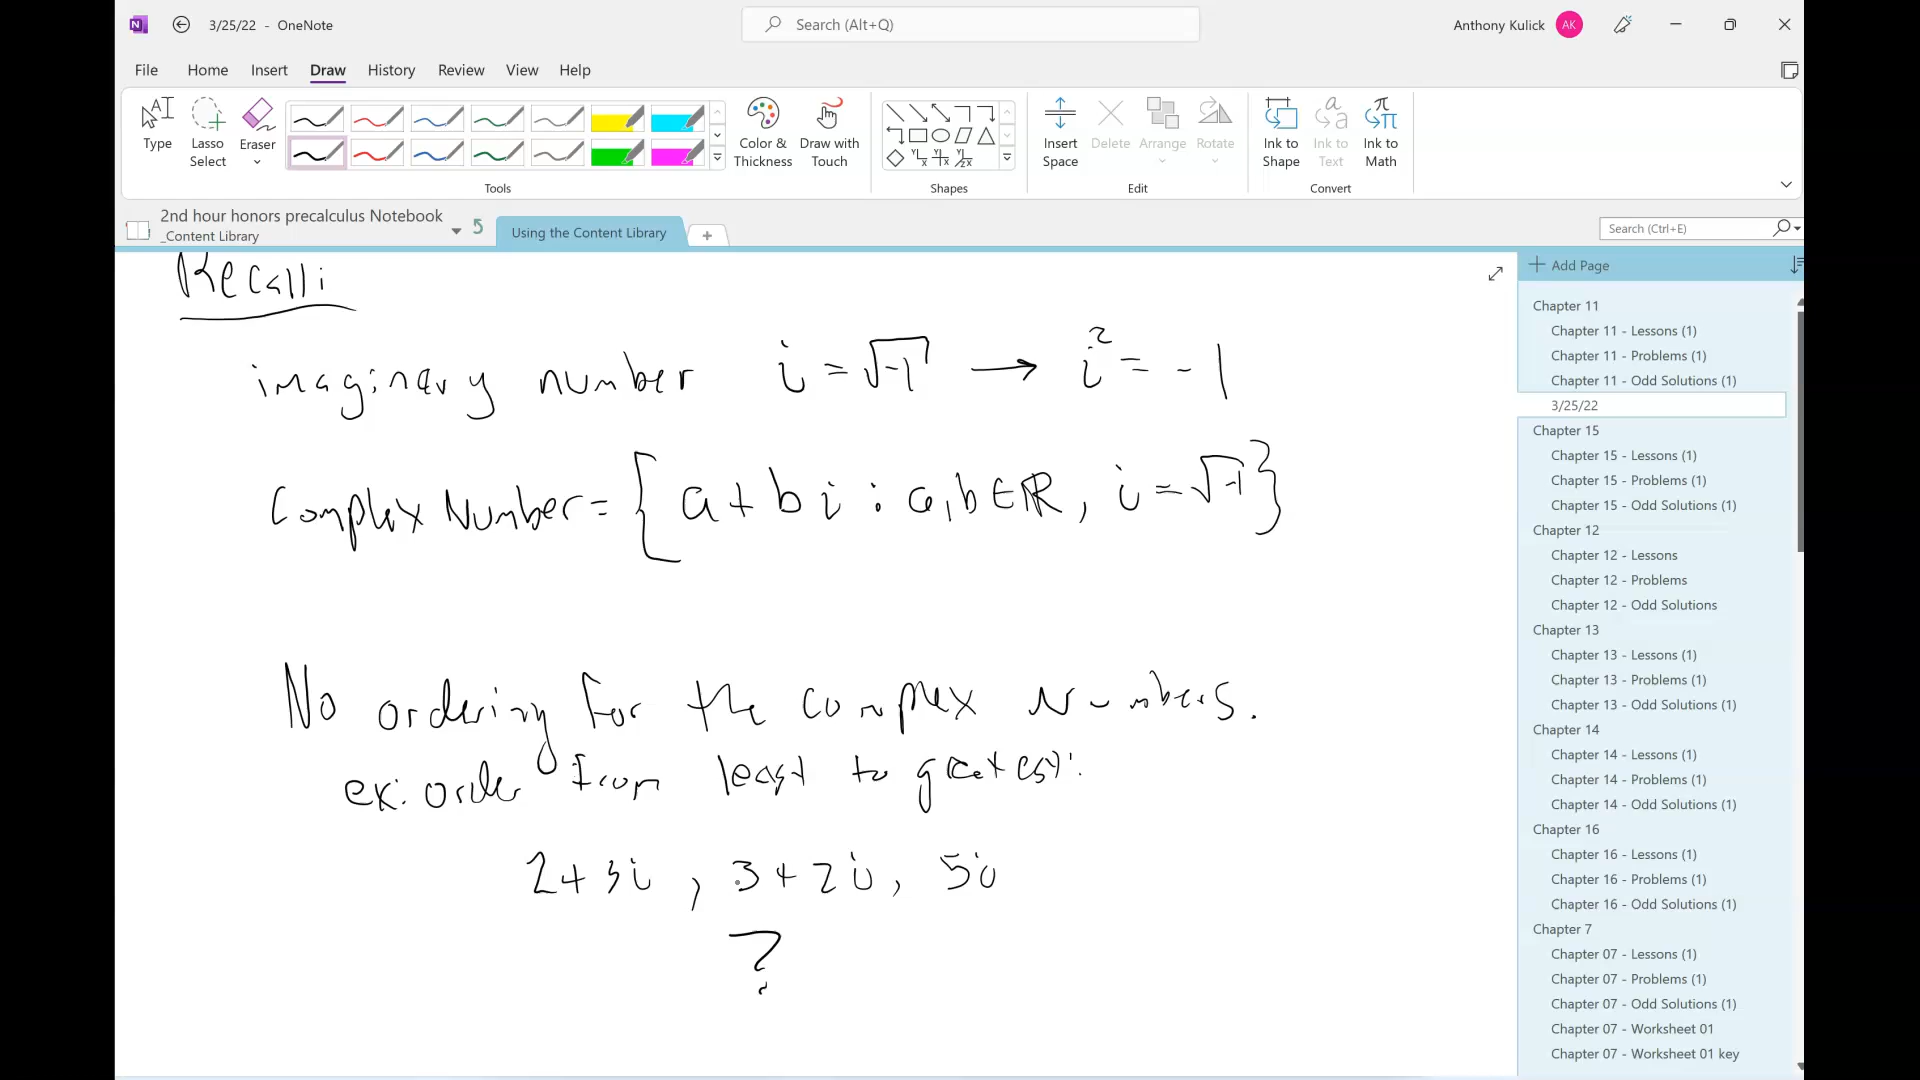 3/25/22 - OneNote
Search (Alt+Q)
Anthony Kulick AK
File Home Insert Draw History Review View Help
Type
Lasso Select
Eraser
Color & Thickness
Draw with Touch
Insert Space
Delete
Arrange
Rotate
Ink to Shape
Ink to Text
Ink to Math
Tools
Shapes
Edit
Convert
2nd hour honors precalculus Notebook
_Content Library
Using the Content Library
Search (Ctrl+E)
Recall:
imaginary number i = √-1 → i² = -1
Complex Number = { a + b i : a, b ∈ ℝ, i = √-1 }
No ordering for the complex Numbers.
ex: order from least to greatest:
2+3i , 3+2i, 5i
?
Add Page
Chapter 11
Chapter 11 - Lessons (1)
Chapter 11 - Problems (1)
Chapter 11 - Odd Solutions (1)
3/25/22
Chapter 15
Chapter 15 - Lessons (1)
Chapter 15 - Problems (1)
Chapter 15 - Odd Solutions (1)
Chapter 12
Chapter 12 - Lessons
Chapter 12 - Problems
Chapter 12 - Odd Solutions
Chapter 13
Chapter 13 - Lessons (1)
Chapter 13 - Problems (1)
Chapter 13 - Odd Solutions (1)
Chapter 14
Chapter 14 - Lessons (1)
Chapter 14 - Problems (1)
Chapter 14 - Odd Solutions (1)
Chapter 16
Chapter 16 - Lessons (1)
Chapter 16 - Problems (1)
Chapter 16 - Odd Solutions (1)
Chapter 7
Chapter 07 - Lessons (1)
Chapter 07 - Problems (1)
Chapter 07 - Odd Solutions (1)
Chapter 07 - Worksheet 01
Chapter 07 - Worksheet 01 key